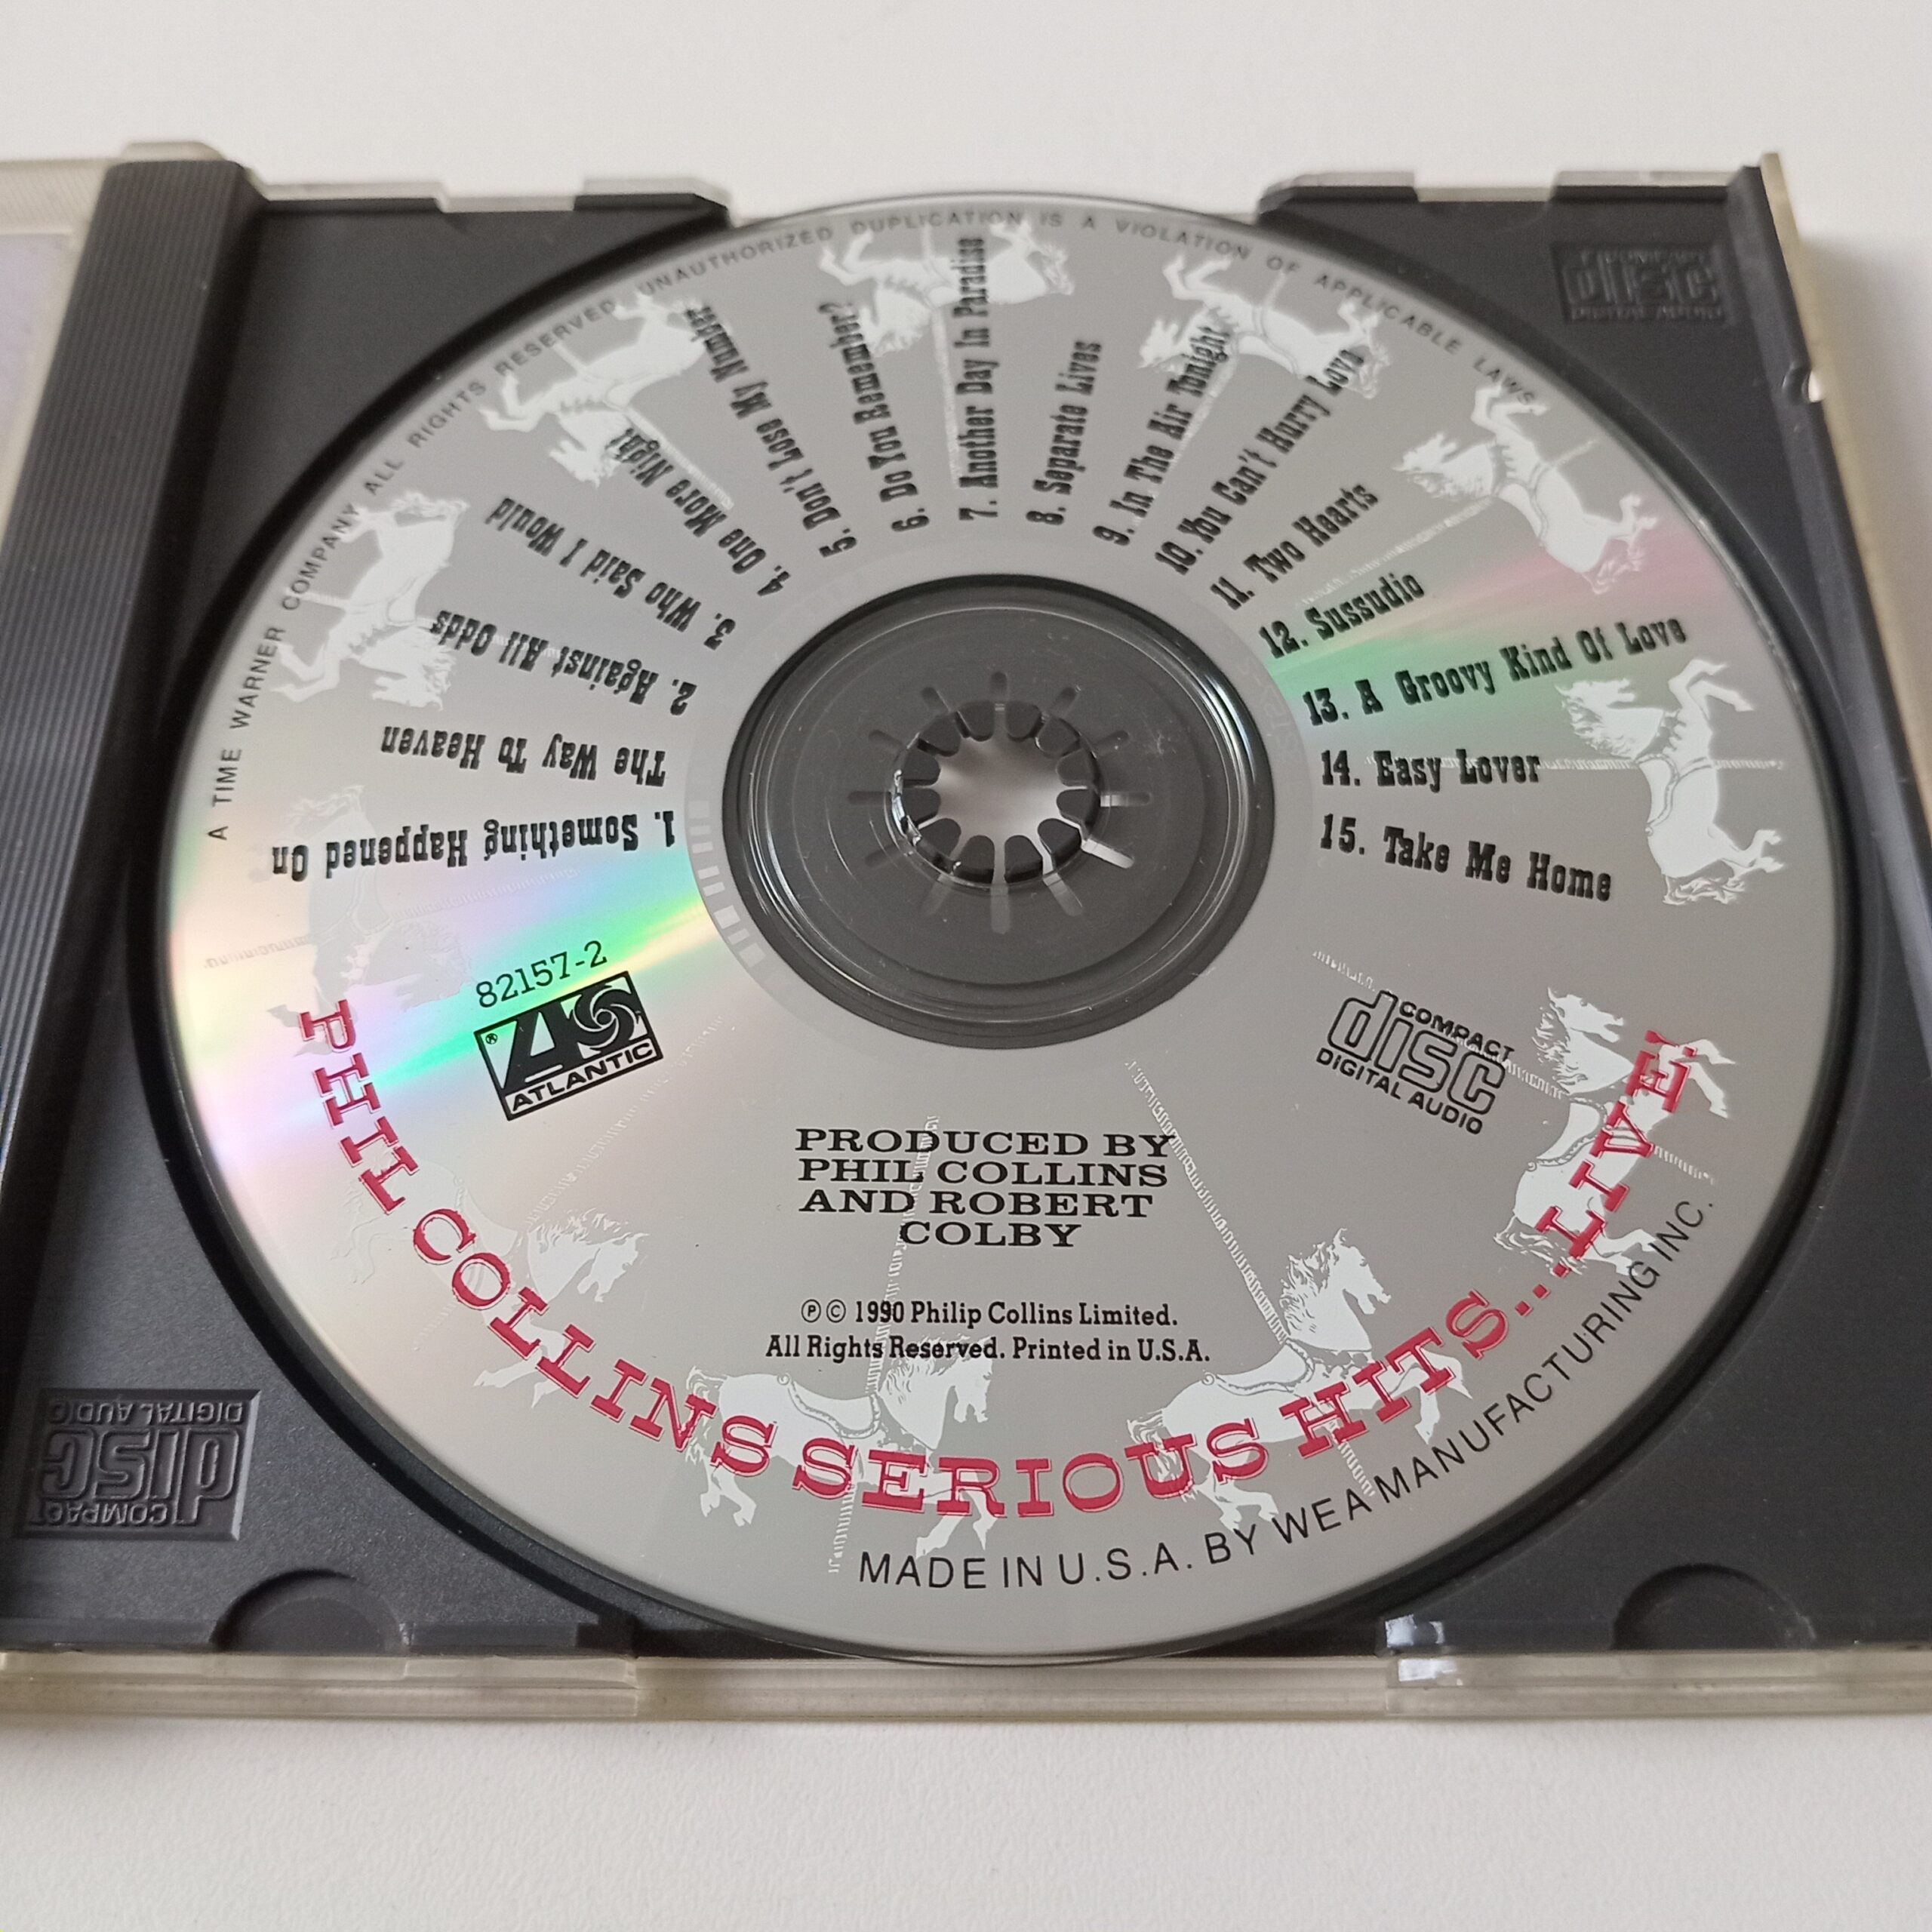 A TIME WARNER COMPANY ALL RIGHTS RESERVED. UNAUTHORIZED DUPLICATION IS A VIOLATION OF APPLICABLE LAWS.
1. Something Happened On
The Way To Heaven
2. Against All Odds
3. Who Said I Would
4. One More Night
5. Don't Lose My Number
6. Do You Remember?
7. Another Day In Paradise
8. Separate Lives
9. In The Air Tonight
10. You Can't Hurry Love
11. Two Hearts
12. Sussudio
13. A Groovy Kind Of Love
14. Easy Lover
15. Take Me Home
82157-2
ATLANTIC®
COMPACT
disc
DIGITAL AUDIO
PRODUCED BY
PHIL COLLINS
AND ROBERT
COLBY
℗© 1990 Philip Collins Limited.
All Rights Reserved. Printed in U.S.A.
PHIL COLLINS SERIOUS HITS...LIVE!
MADE IN U.S.A. BY WEA MANUFACTURING INC.
COMPACT
disc
DIGITAL AUDIO
COMPACT
disc
DIGITAL AUDIO